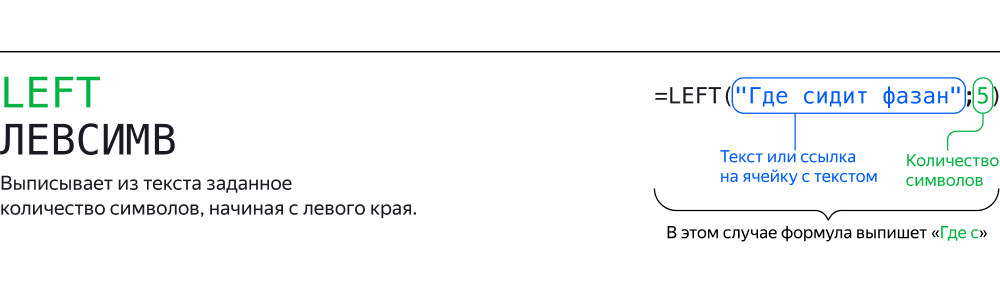 LEFT
ЛЕВСИМВ
Выписывает из текста заданное
количество символов, начиная с левого края.
=LEFT("Где сидит фазан";5)
Текст или ссылка
на ячейку с текстом
Количество
символов
В этом случае формула выпишет «Где с»